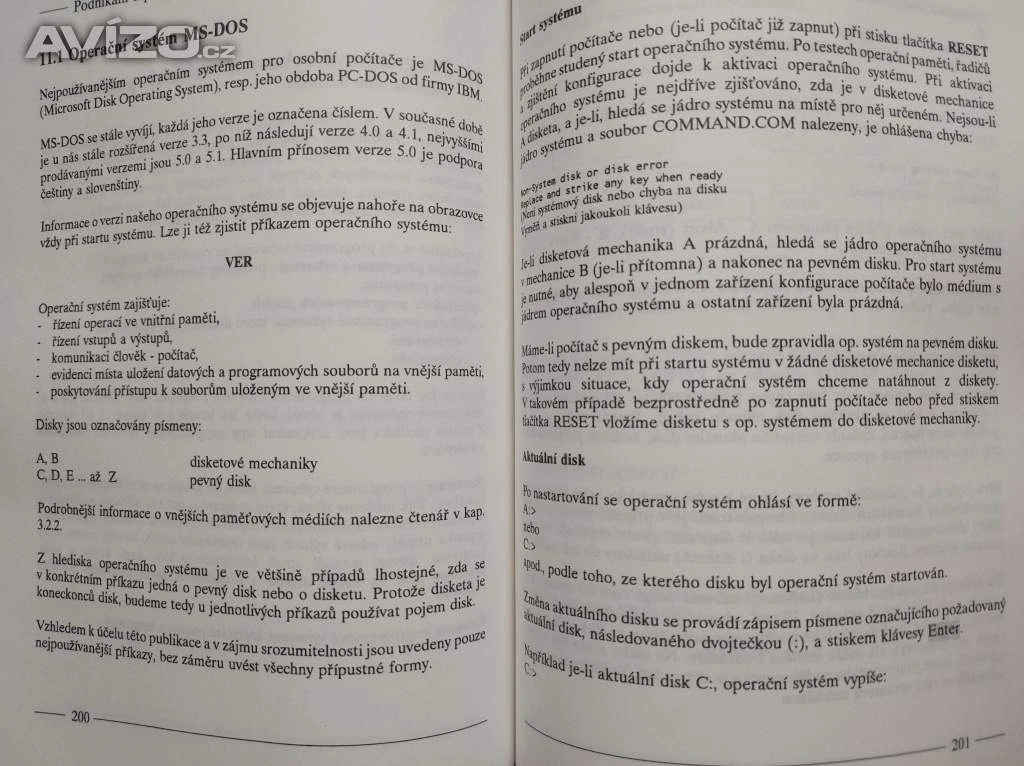 Podnikání
AVÍZO.cz
11.1 Operační systém MS-DOS
Nejpoužívanějším operačním systémem pro osobní počítače je MS-DOS
(Microsoft Disk Operating System), resp. jeho obdoba PC-DOS od firmy IBM.
MS-DOS se stále vyvíjí, každá jeho verze je označena číslem. V současné době
je u nás stále rozšířená verze 3.3, po níž následují verze 4.0 a 4.1, nejvyššími
prodávanými verzemi jsou 5.0 a 5.1. Hlavním přínosem verze 5.0 je podpora
češtiny a slovenštiny.
Informace o verzi našeho operačního systému se objevuje nahoře na obrazovce
vždy při startu systému. Lze ji též zjistit příkazem operačního systému:
VER
Operační systém zajišťuje:
- řízení operací ve vnitřní paměti,
- řízení vstupů a výstupů,
- komunikaci člověk - počítač,
- evidenci místa uložení datových a programových souborů na vnější paměti,
- poskytování přístupu k souborům uloženým ve vnější paměti.
Disky jsou označovány písmeny:
A, B disketové mechaniky
C, D, E ... až Z pevný disk
Podrobnější informace o vnějších paměťových médiích nalezne čtenář v kap.
3.2.2.
Z hlediska operačního systému je ve většině případů lhostejné, zda se
v konkrétním příkazu jedná o pevný disk nebo o disketu. Protože disketa je
koneckonců disk, budeme tedy u jednotlivých příkazů používat pojem disk.
Vzhledem k účelu této publikace a v zájmu srozumitelnosti jsou uvedeny pouze
nejpoužívanější příkazy, bez záměru uvést všechny přípustné formy.
200
Start systému
Při zapnutí počítače nebo (je-li počítač již zapnut) při stisku tlačítka RESET
proběhne studený start operačního systému. Po testech operační paměti, řadičů
a zjištění konfigurace dojde k aktivaci operačního systému. Při aktivaci
operačního systému je nejdříve zjišťováno, zda je v disketové mechanice
A disketa, a je-li, hledá se jádro systému na místě pro něj určeném. Nejsou-li
jádro systému a soubor COMMAND.COM nalezeny, je ohlášena chyba:
Non-System disk or disk error
Replace and strike any key when ready
(Není systémový disk nebo chyba na disku
Vyměň a stiskni jakoukoli klávesu)
Je-li disketová mechanika A prázdná, hledá se jádro operačního systému
v mechanice B (je-li přítomna) a nakonec na pevném disku. Pro start systému
je nutné, aby alespoň v jednom zařízení konfigurace počítače bylo médium s
jádrem operačního systému a ostatní zařízení byla prázdná.
Máme-li počítač s pevným diskem, bude zpravidla op. systém na pevném disku.
Potom tedy nelze mít při startu systému v žádné disketové mechanice disketu,
s výjimkou situace, kdy operační systém chceme natáhnout z diskety.
V takovém případě bezprostředně po zapnutí počítače nebo před stiskem
tlačítka RESET vložíme disketu s op. systémem do disketové mechaniky.
Aktuální disk
Po nastartování se operační systém ohlásí ve formě:
A:>
nebo
C:>
apod., podle toho, ze kterého disku byl operační systém startován.
Změna aktuálního disku se provádí zápisem písmene označujícího požadovaný
aktuální disk, následovaného dvojtečkou (:), a stiskem klávesy Enter.
Například je-li aktuální disk C:, operační systém vypíše:
C:>
201